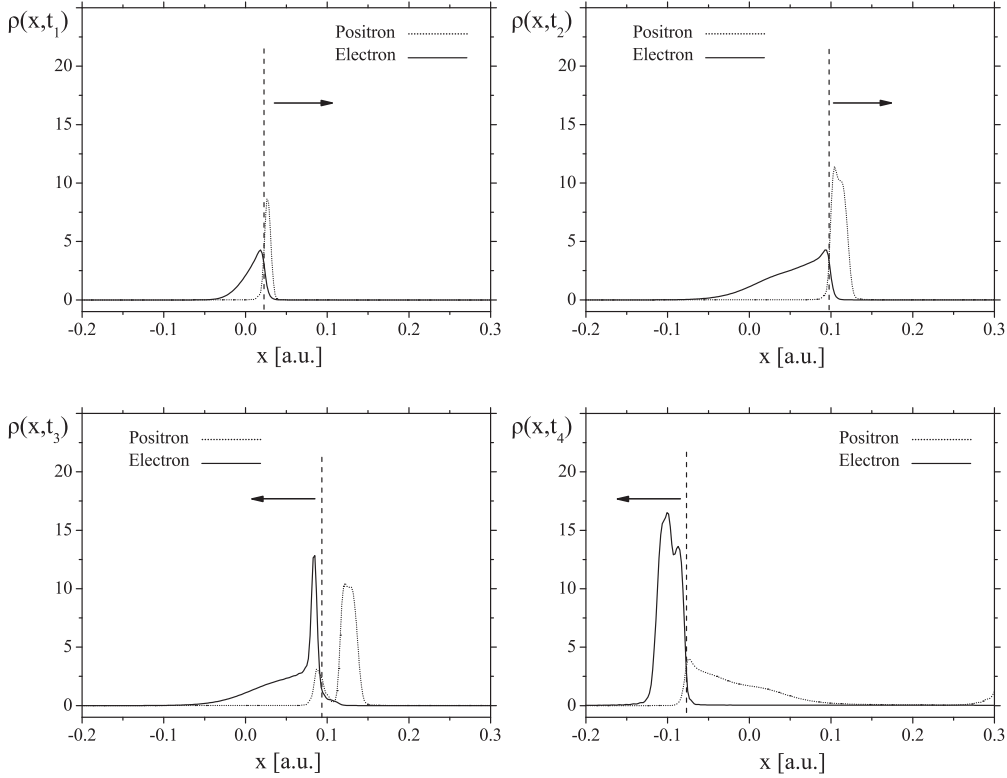 ρ(x,t₁)
Positron
Electron
20
15
10
5
0
-0.2 -0.1 0.0 0.1 0.2 0.3
x [a.u.]
ρ(x,t₂)
Positron
Electron
20
15
10
5
0
-0.2 -0.1 0.0 0.1 0.2 0.3
x [a.u.]
ρ(x,t₃)
Positron
Electron
20
15
10
5
0
-0.2 -0.1 0.0 0.1 0.2 0.3
x [a.u.]
ρ(x,t₄)
Positron
Electron
20
15
10
5
0
-0.2 -0.1 0.0 0.1 0.2 0.3
x [a.u.]